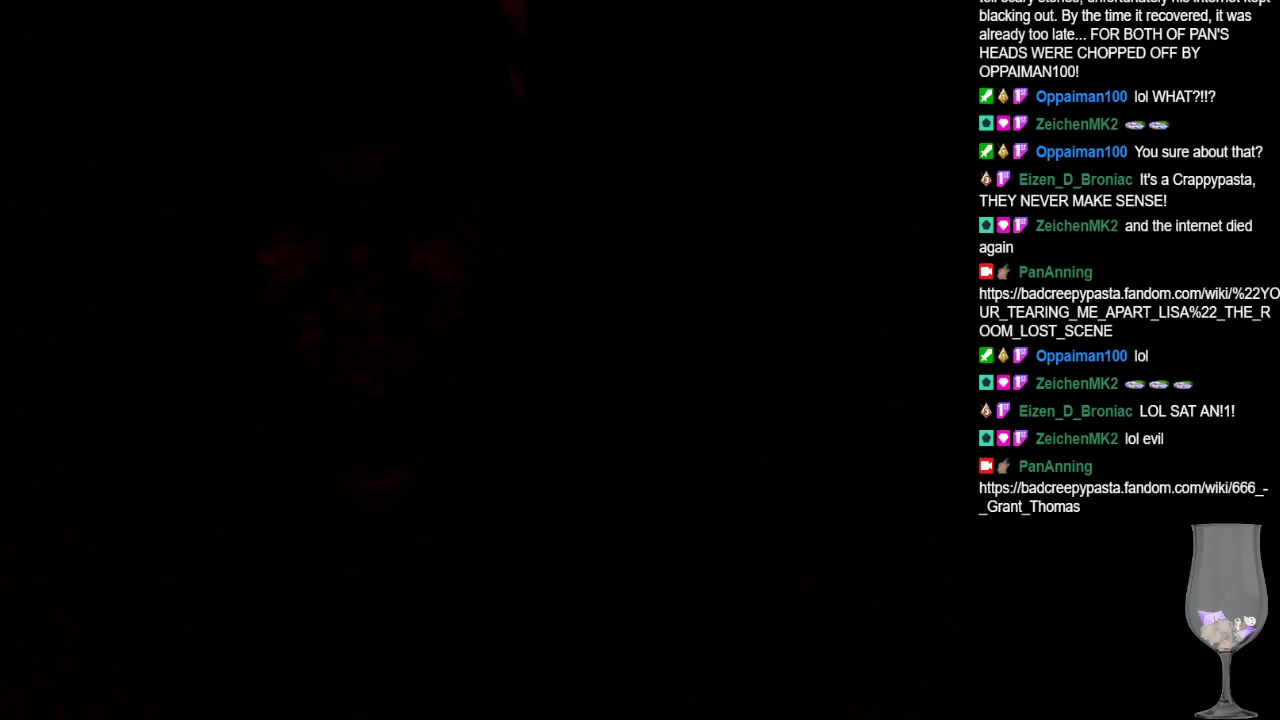 tell scary stories, unfortunately his internet kept
blacking out. By the time it recovered, it was
already too late... FOR BOTH OF PAN'S
HEADS WERE CHOPPED OFF BY
OPPAIMAN100!
Oppaiman100 lol WHAT?!!?
ZeichenMK2
Oppaiman100 You sure about that?
Eizen_D_Broniac It's a Crappypasta,
THEY NEVER MAKE SENSE!
ZeichenMK2 and the internet died
again
PanAnning
https://badcreepypasta.fandom.com/wiki/%22YO
UR_TEARING_ME_APART_LISA%22_THE_R
OOM_LOST_SCENE
Oppaiman100 lol
ZeichenMK2
Eizen_D_Broniac LOL SAT AN!1!
ZeichenMK2 lol evil
PanAnning
https://badcreepypasta.fandom.com/wiki/666_-
_Grant_Thomas